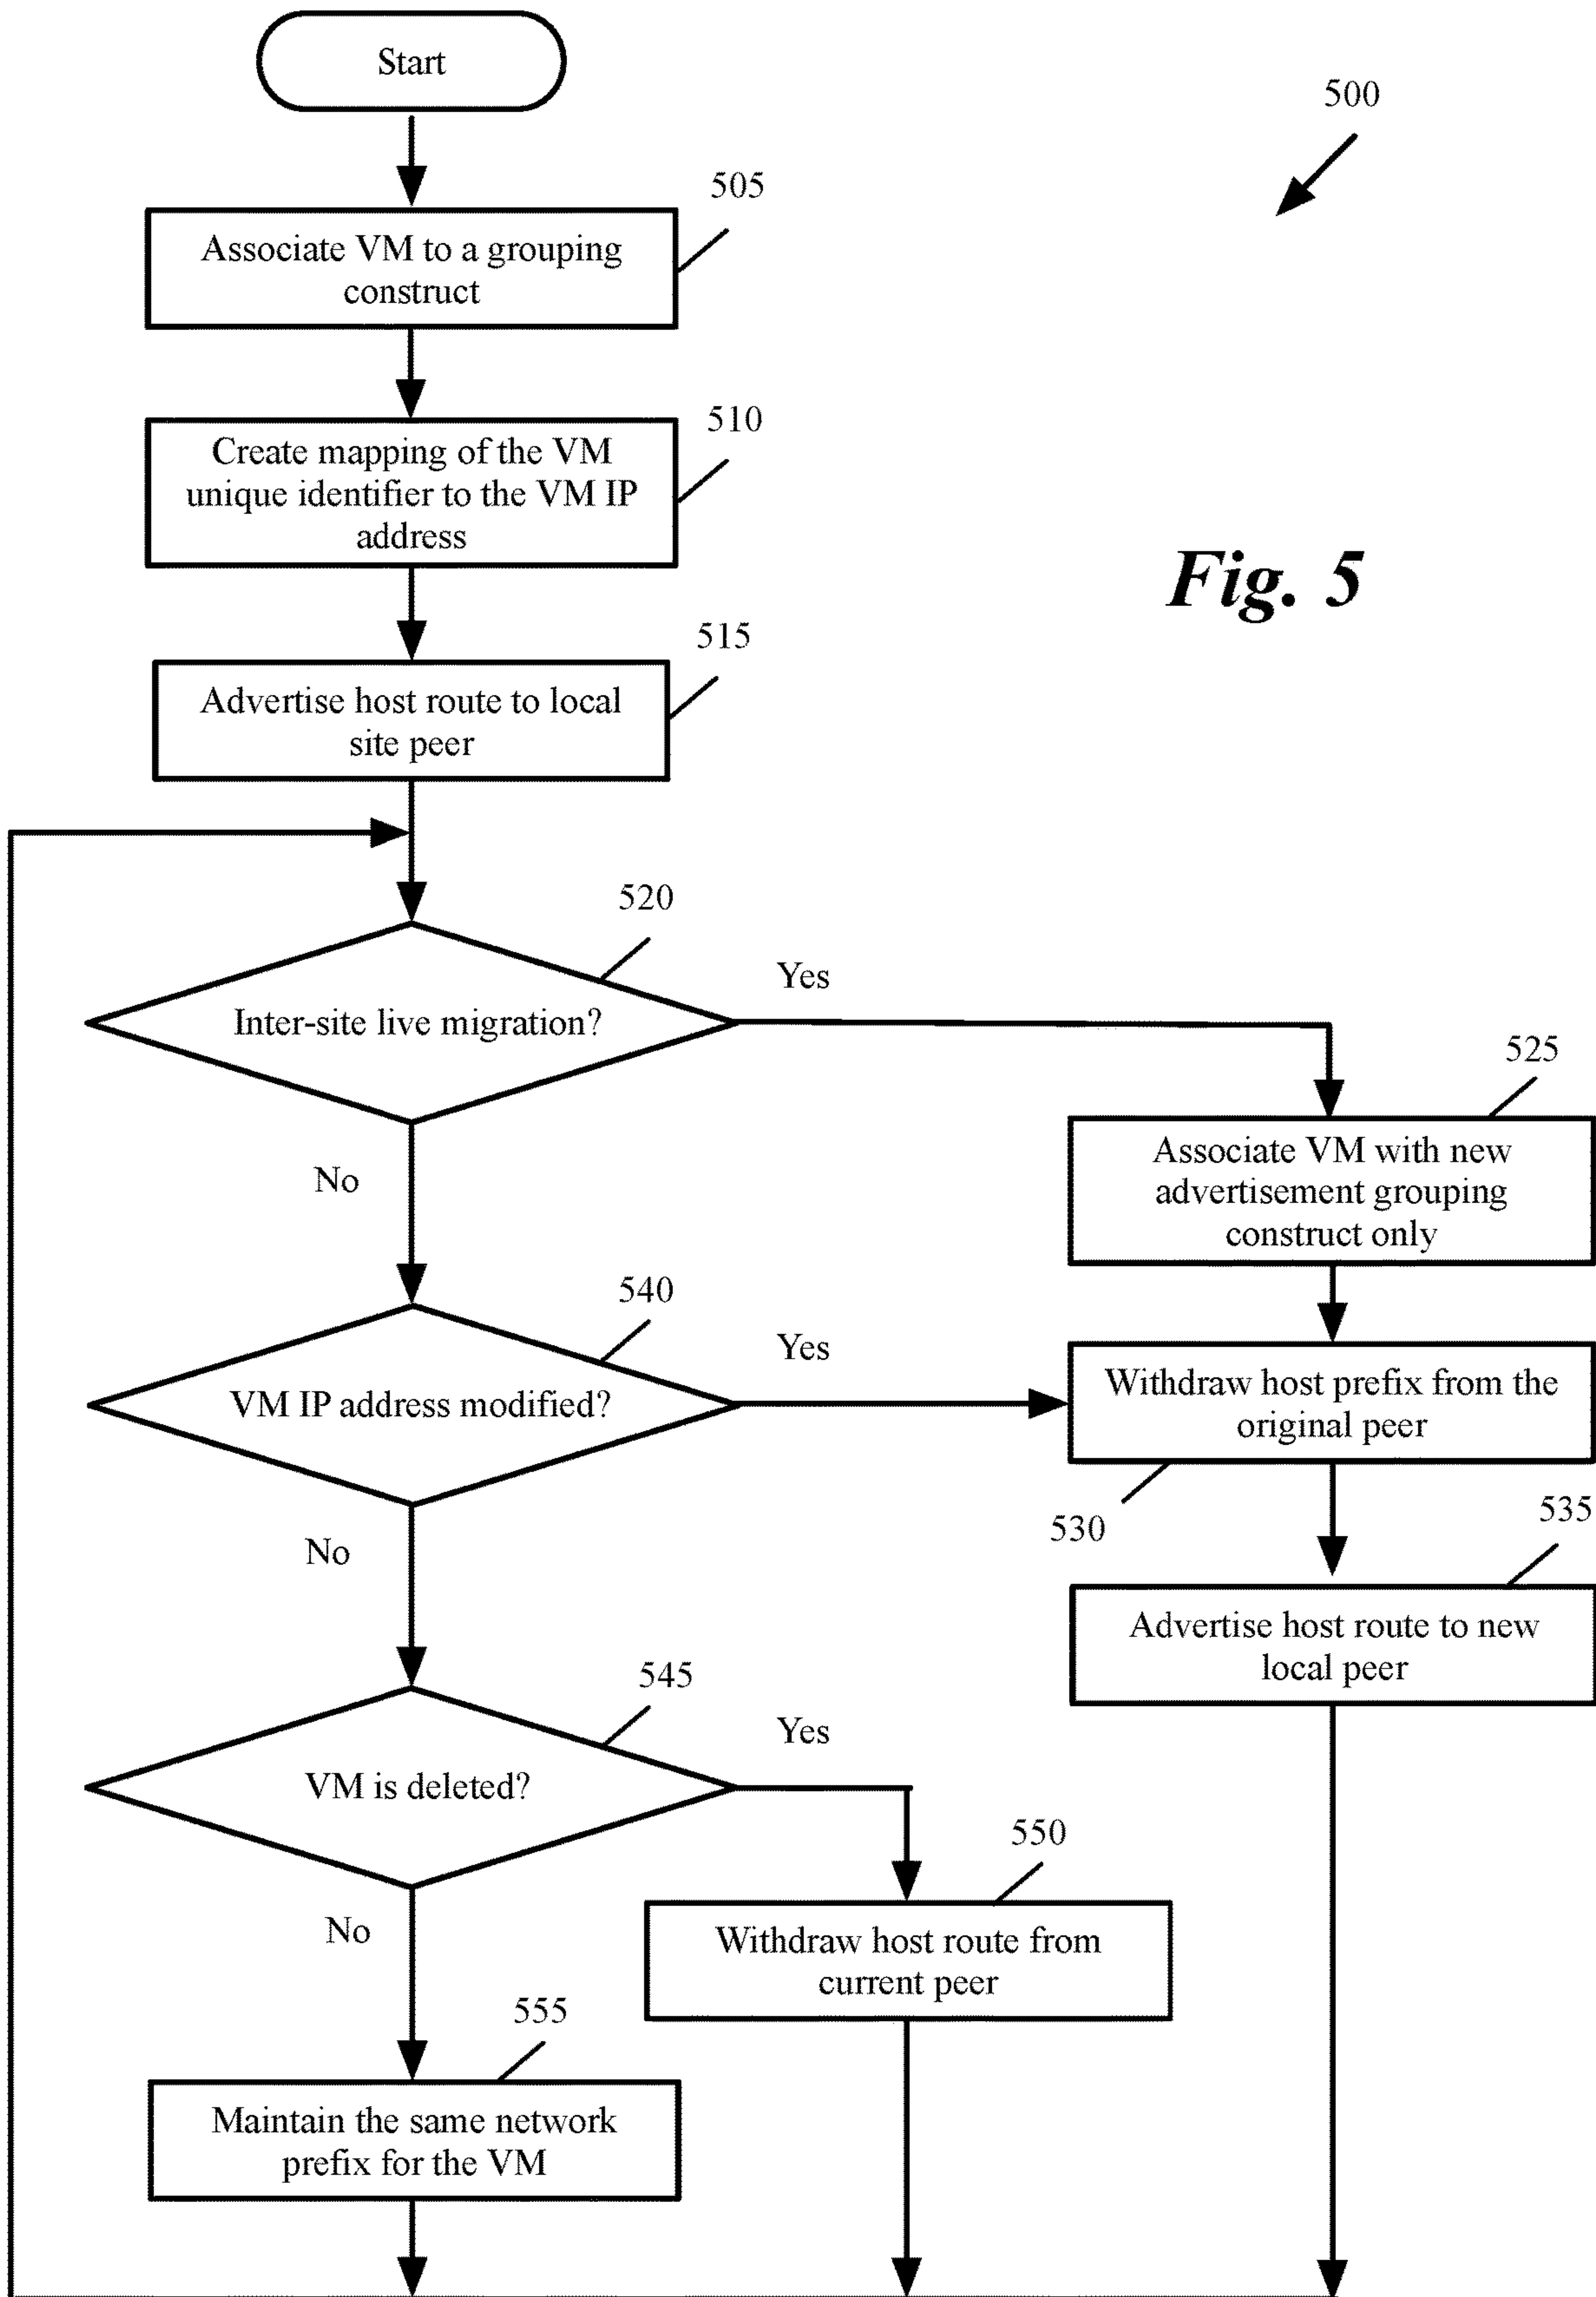 Start
500
505
Associate VM to a grouping
construct
510
Create mapping of the VM
unique identifier to the VM IP
address
Fig. 5
515
Advertise host route to local
site peer
520
Yes
Inter-site live migration?
525
No
Associate VM with new
advertisement grouping
construct only
540
Yes
VM IP address modified?
Withdraw host prefix from the
original peer
530
535
No
Advertise host route to new
local peer
545
Yes
VM is deleted?
550
No
Withdraw host route from
current peer
555
Maintain the same network
prefix for the VM